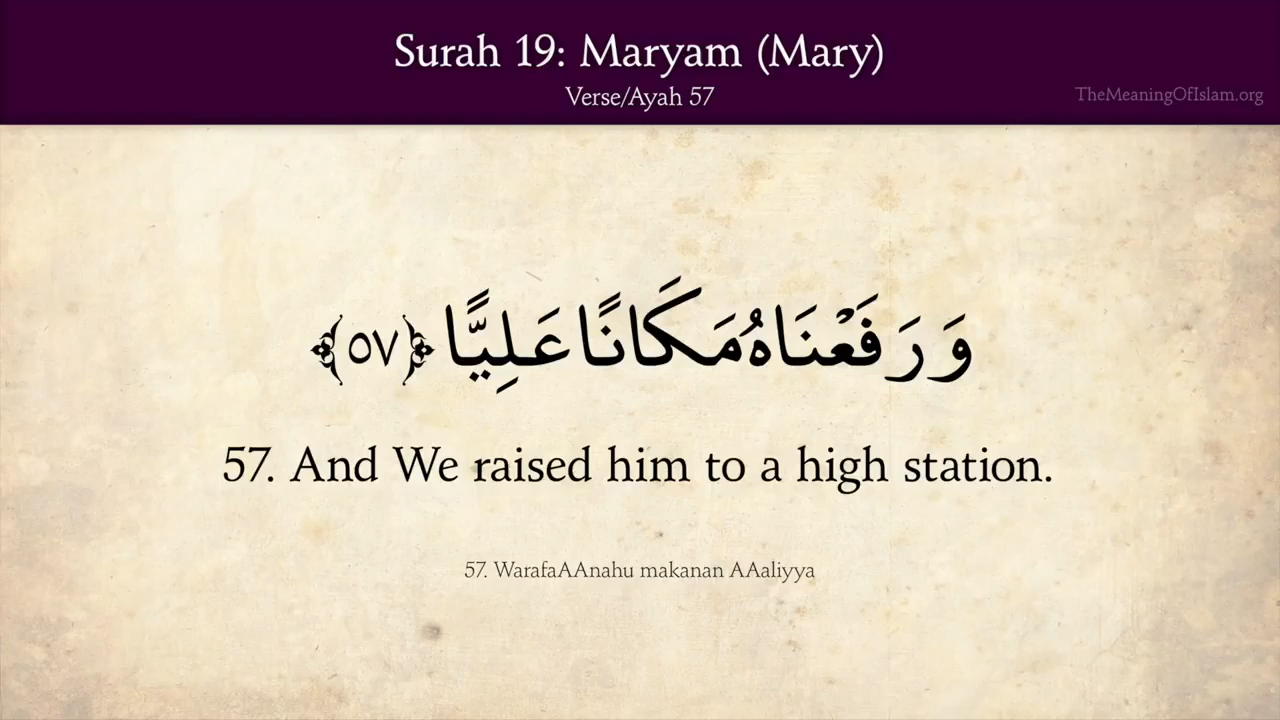 Surah 19: Maryam (Mary)
Verse/Ayah 57
TheMeaningOfIslam.org
وَرَفَعْنَاهُ مَكَانًا عَلِيًّا ﴿٥٧﴾
57. And We raised him to a high station.
57. WarafaAAnahu makanan AAaliyya